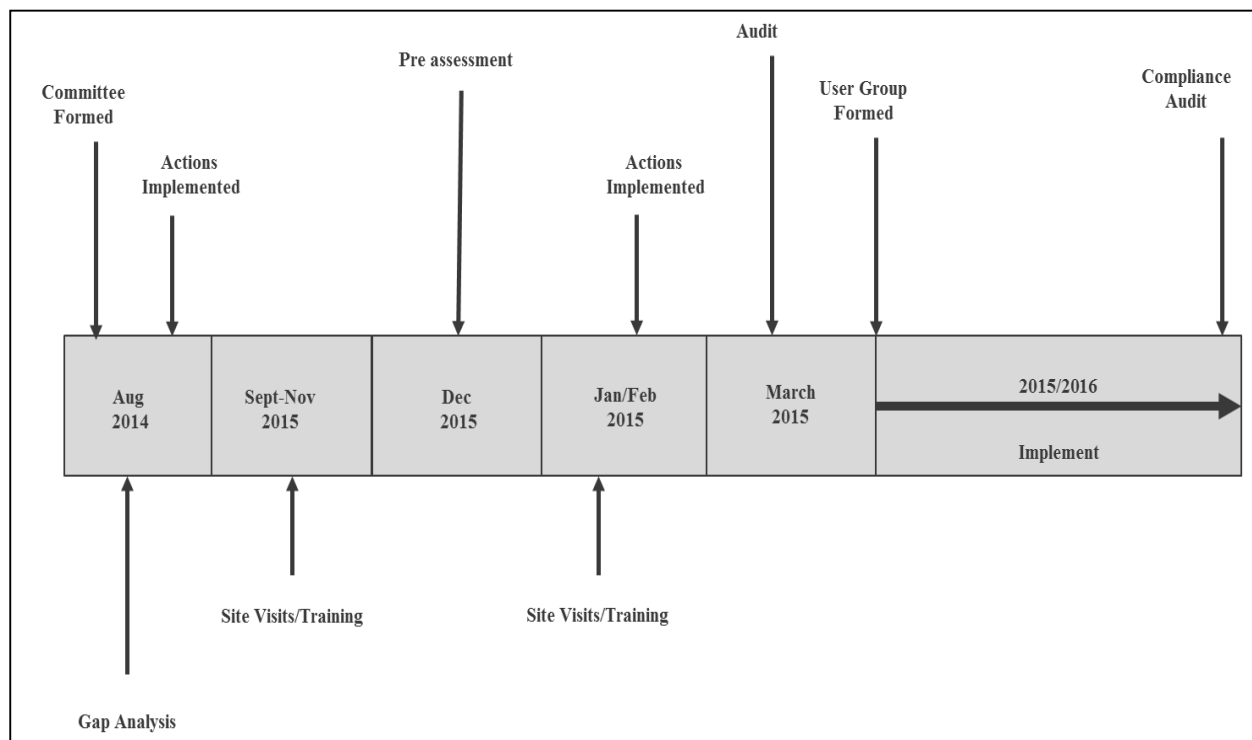 Audit
Pre assessment
Committee
Formed
User Group
Formed
Compliance
Audit
Actions
Implemented
Actions
Implemented
Aug
2014
Sept-Nov
2015
Dec
2015
Jan/Feb
2015
March
2015
2015/2016
Implement
Site Visits/Training
Site Visits/Training
Gap Analysis